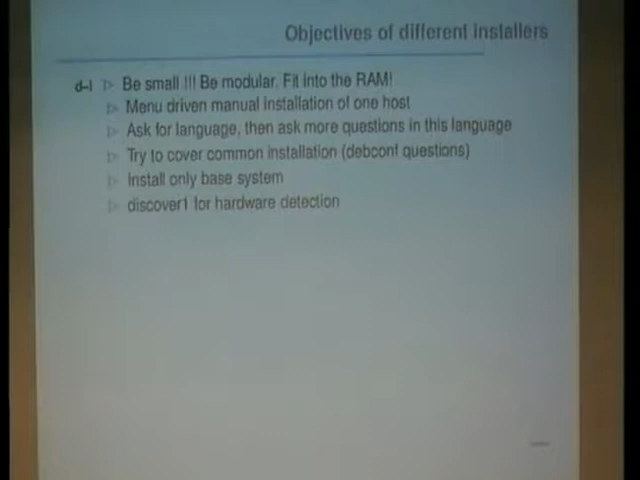 Objectives of different installers
d-i ▷ Be small !!! Be modular. Fit into the RAM!
▷ Menu driven manual installation of one host
▷ Ask for language, then ask more questions in this language
▷ Try to cover common installation (debconf questions)
▷ Install only base system
▷ discover1 for hardware detection